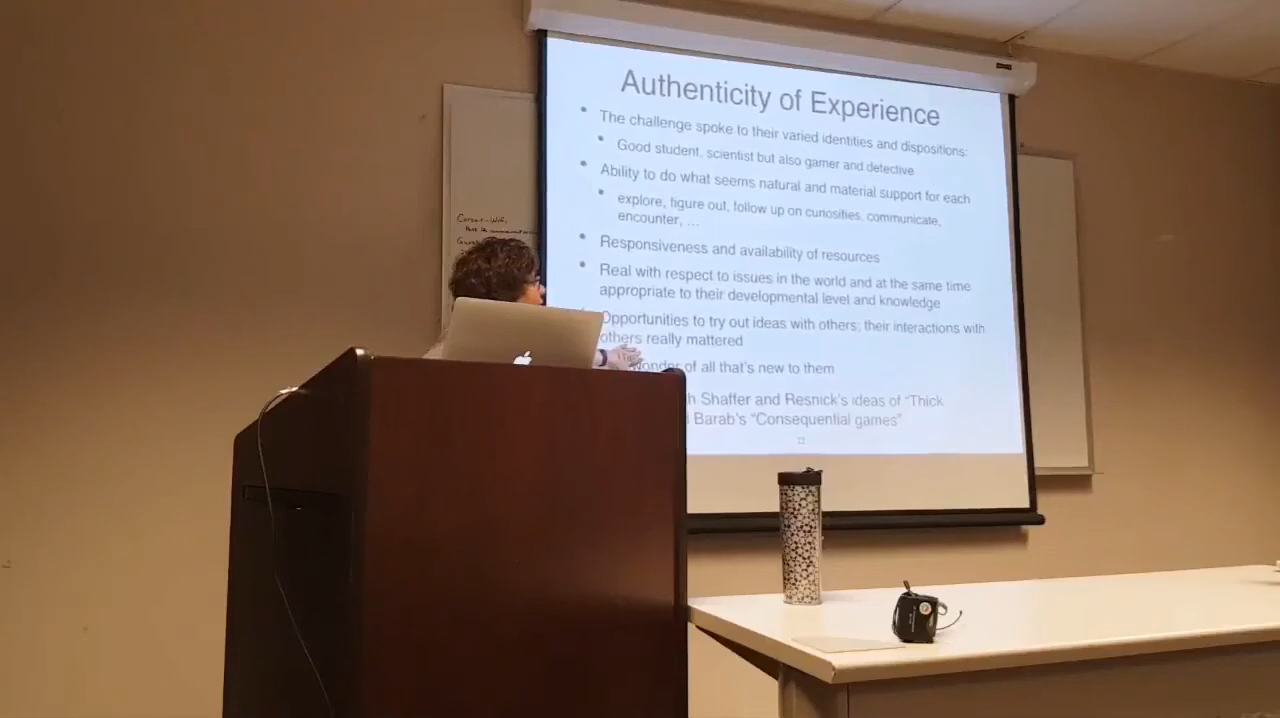 Authenticity of Experience
• The challenge spoke to their varied identities and dispositions:
• Good student, scientist but also gamer and detective
• Ability to do what seems natural and material support for each
• explore, figure out, follow up on curiosities, communicate,
encounter, ...
• Responsiveness and availability of resources
• Real with respect to issues in the world and at the same time
appropriate to their developmental level and knowledge
Opportunities to try out ideas with others; their interactions with
others really mattered
Wonder of all that's new to them
h Shaffer and Resnick's ideas of "Thick
Barab's "Consequential games"